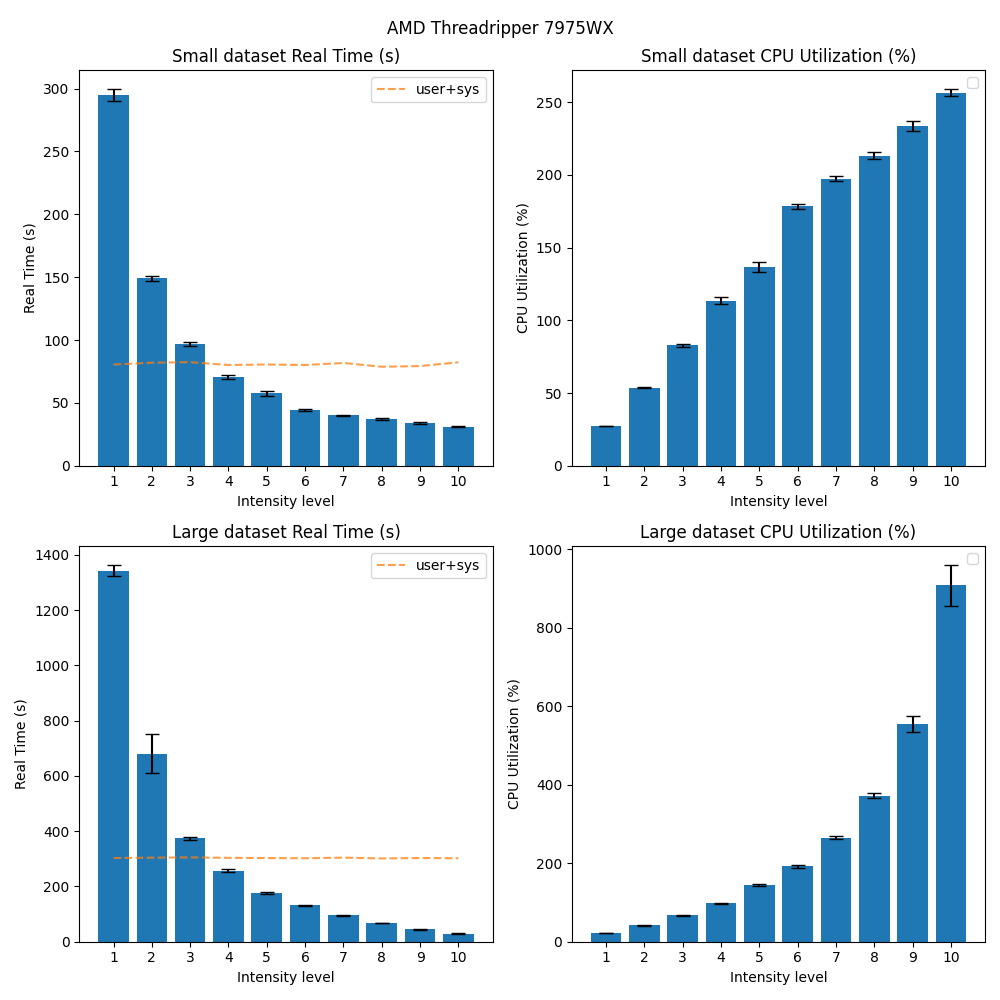 AMD Threadripper 7975WX
Small dataset Real Time (s)
user+sys
300
250
200
150
100
50
0
Real Time (s)
1 2 3 4 5 6 7 8 9 10
Intensity level
Small dataset CPU Utilization (%)
250
200
150
100
50
0
CPU Utilization (%)
1 2 3 4 5 6 7 8 9 10
Intensity level
Large dataset Real Time (s)
user+sys
1400
1200
1000
800
600
400
200
0
Real Time (s)
1 2 3 4 5 6 7 8 9 10
Intensity level
Large dataset CPU Utilization (%)
1000
800
600
400
200
0
CPU Utilization (%)
1 2 3 4 5 6 7 8 9 10
Intensity level